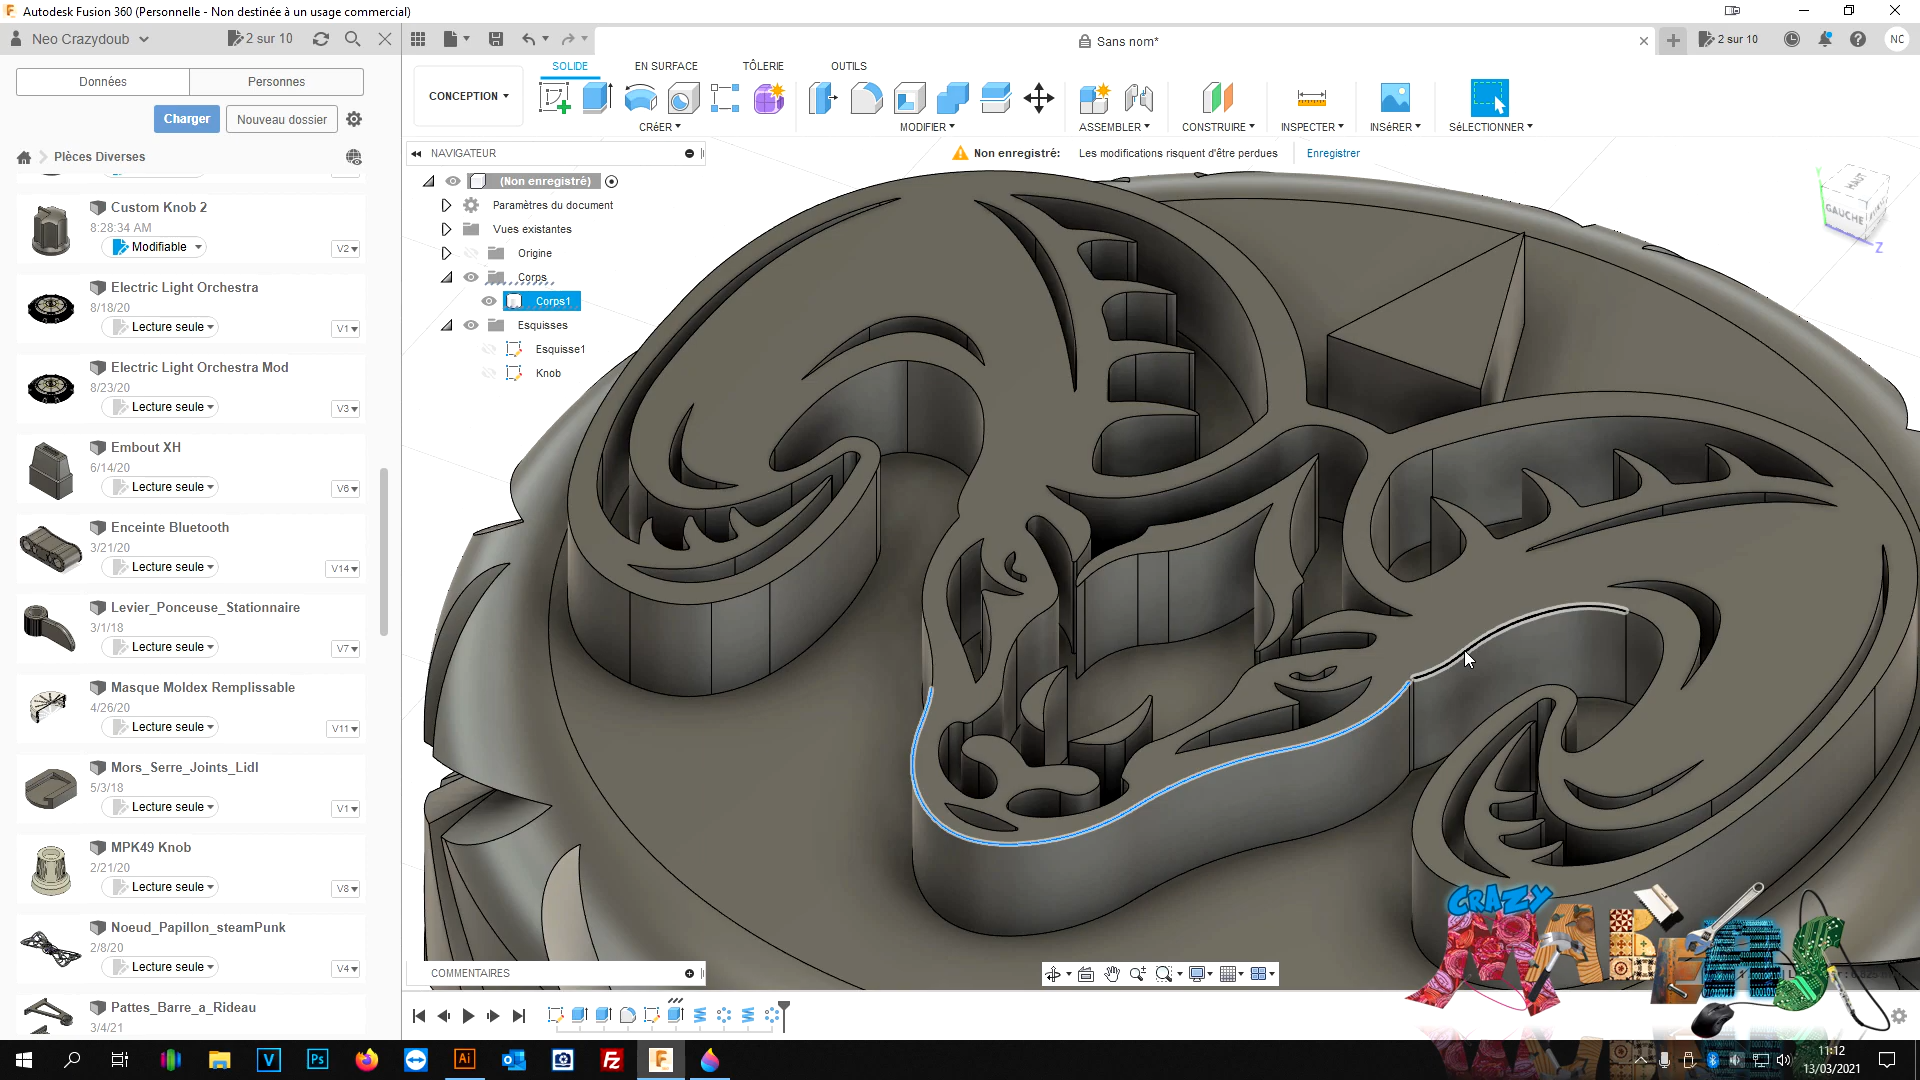 Autodesk Fusion 360 (Personnelle - Non destinée à un usage commercial)
Neo Crazydoub
2 sur 10
Sans nom*
2 sur 10
NC
Données
Personnes
Charger
Nouveau dossier
Plèces Diverses
Custom Knob 2
8:28:34 AM
Modifiable
V2
Electric Light Orchestra
8/18/20
Lecture seule
V1
Electric Light Orchestra Mod
8/23/20
Lecture seule
V3
Embout XH
6/14/20
Lecture seule
V6
Enceinte Bluetooth
3/21/20
Lecture seule
V14
Levier_Ponceuse_Stationnaire
3/1/18
Lecture seule
V7
Masque Moldex Remplissable
4/26/20
Lecture seule
V11
Mors_Serre_Joints_Lidl
5/3/18
Lecture seule
V1
MPK49 Knob
2/21/20
Lecture seule
V8
Noeud_Papillon_steamPunk
2/8/20
Lecture seule
V4
Pattes_Barre_a_Rideau
3/4/21
SOLIDE
EN SURFACE
TÔLERIE
OUTILS
CONCEPTION
CRéER
MODIFIER
ASSEMBLER
CONSTRUIRE
INSPECTER
INSéRER
SéLECTIONNER
NAVIGATEUR
Non enregistré:
Les modifications risquent d'être perdues
Enregistrer
(Non enregistré)
Paramètres du document
Vues existantes
Origine
Corps
Corps1
Esquisses
Esquisse1
Knob
HAUT
GAUCHE
Y
Z
COMMENTAIRES
CRAZY
MAKERS
V
Ps
Ai
Fz
F
11:12
13/03/2021